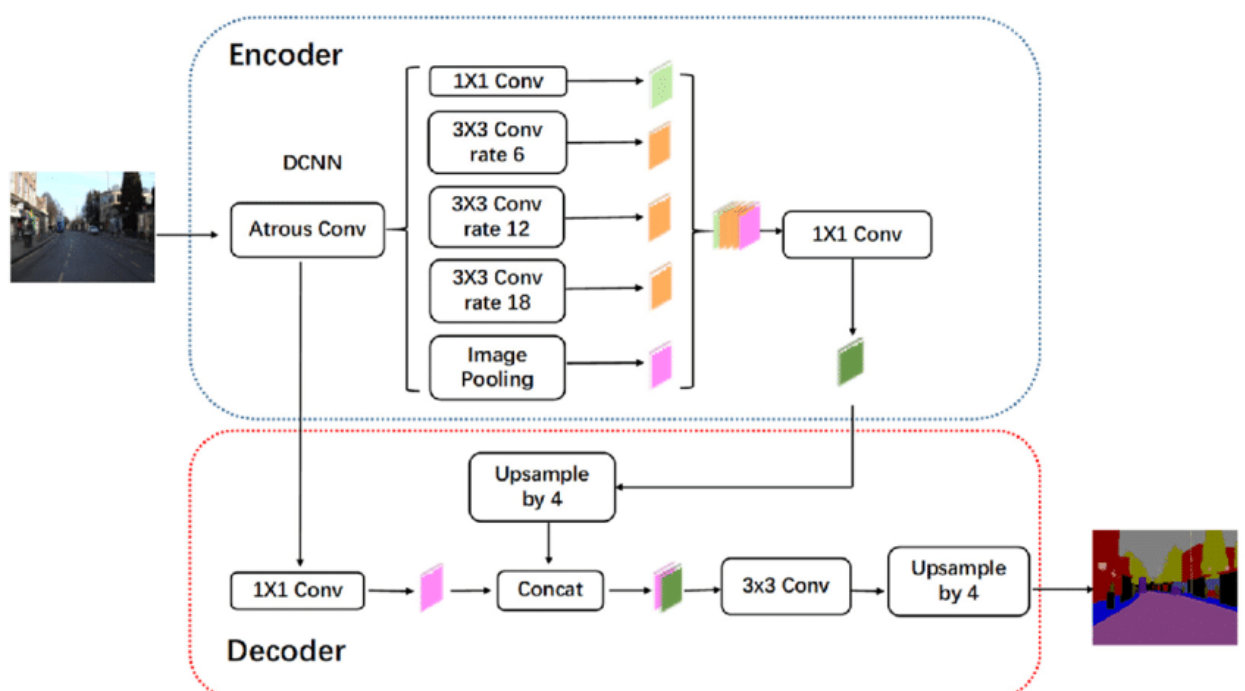 Encoder
DCNN
Atrous Conv
1X1 Conv
3X3 Conv
rate 6
3X3 Conv
rate 12
3X3 Conv
rate 18
Image
Pooling
1X1 Conv
Upsample
by 4
1X1 Conv
Concat
3x3 Conv
Upsample
by 4
Decoder